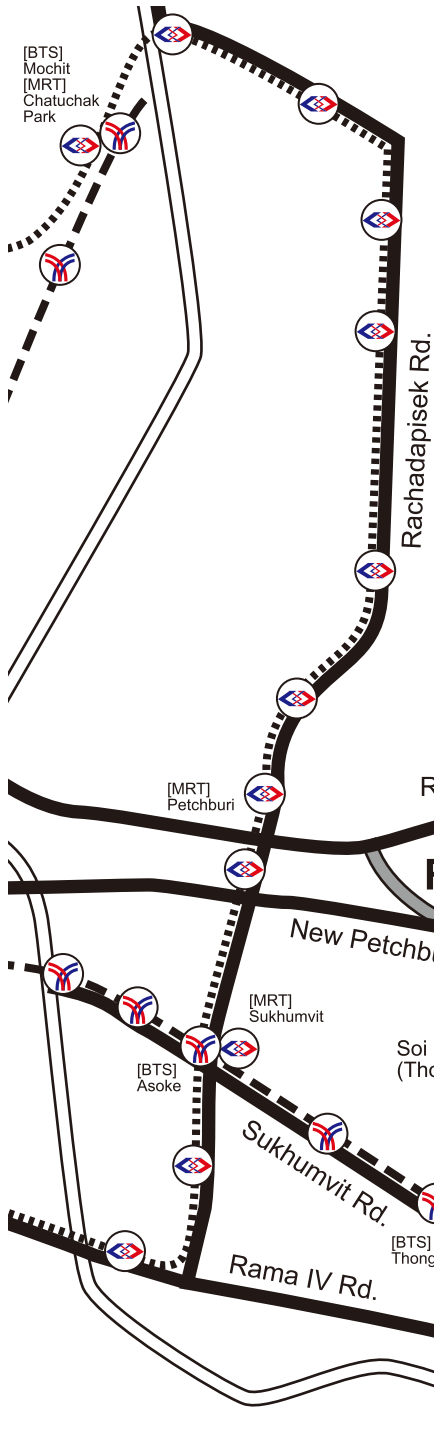 [BTS]
Mochit
[MRT]
Chatuchak
Park
Rachadapisek Rd.
[MRT]
Petchburi
R
New Petchbu
[MRT]
Sukhumvit
[BTS]
Asoke
Soi
(Tho
Sukhumvit Rd.
[BTS]
Thong
Rama IV Rd.